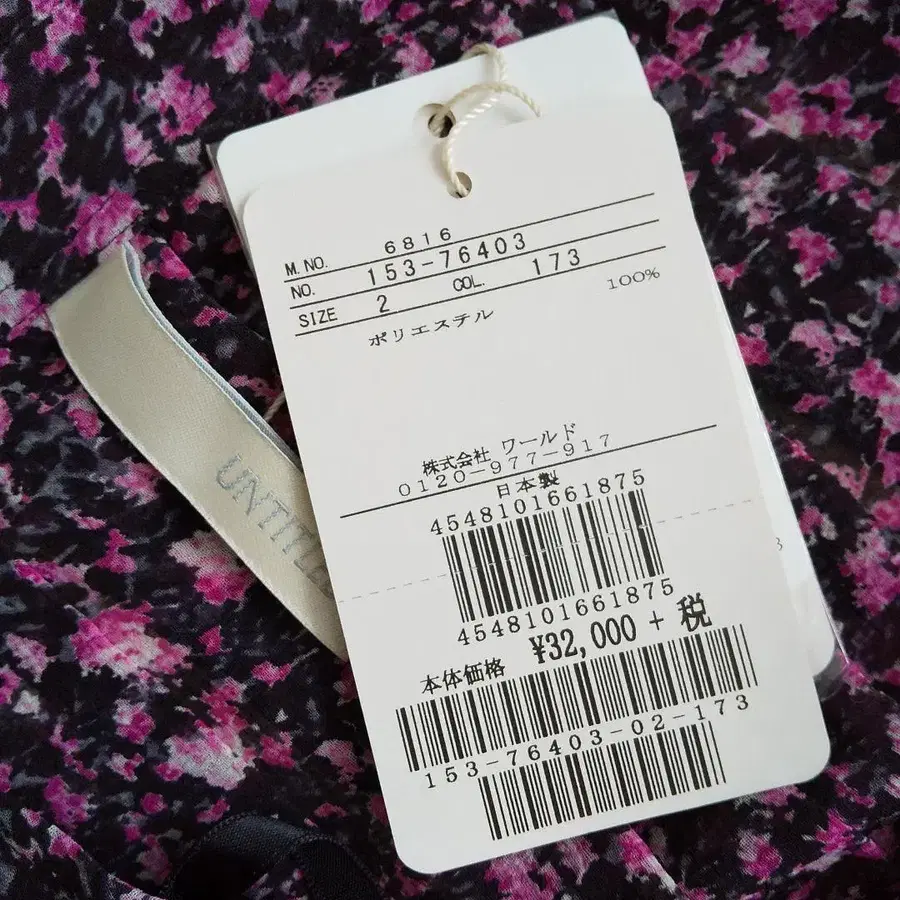 M. NO. 6816
NO. 153-76403
SIZE 2 COL. 173
ポリエステル 100%
株式会社 ワールド
0120-977-917
日本製
4548101661875
4548101661875
本体価格 ¥32,000 + 税
153-76403-02-173
UNTITLE